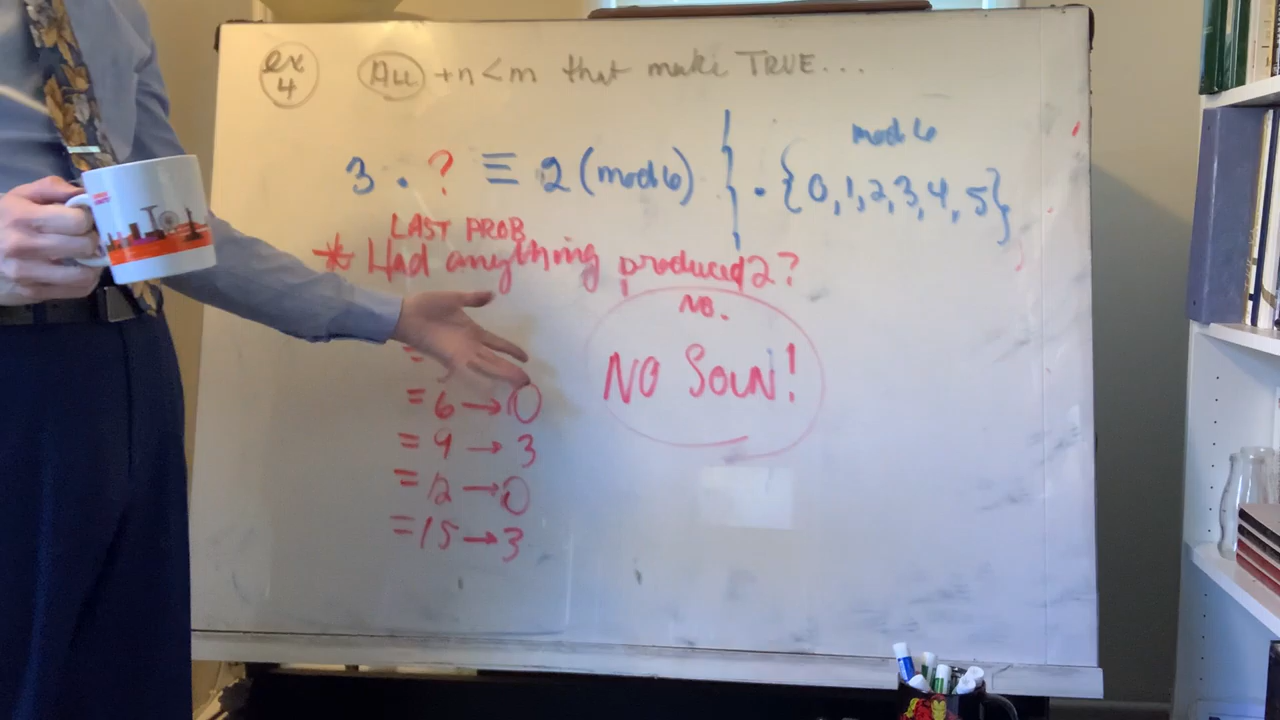 ex 4 ALL +n < m that make TRUE...
3 · ? ≡ 2 (mod 6) } · {0, 1, 2, 3, 4, 5}
mod 6
LAST PROB
* Had anything produced 2?
NO.
NO SOLN!
=
= 6 → 0
= 9 → 3
= 12 → 0
= 15 → 3